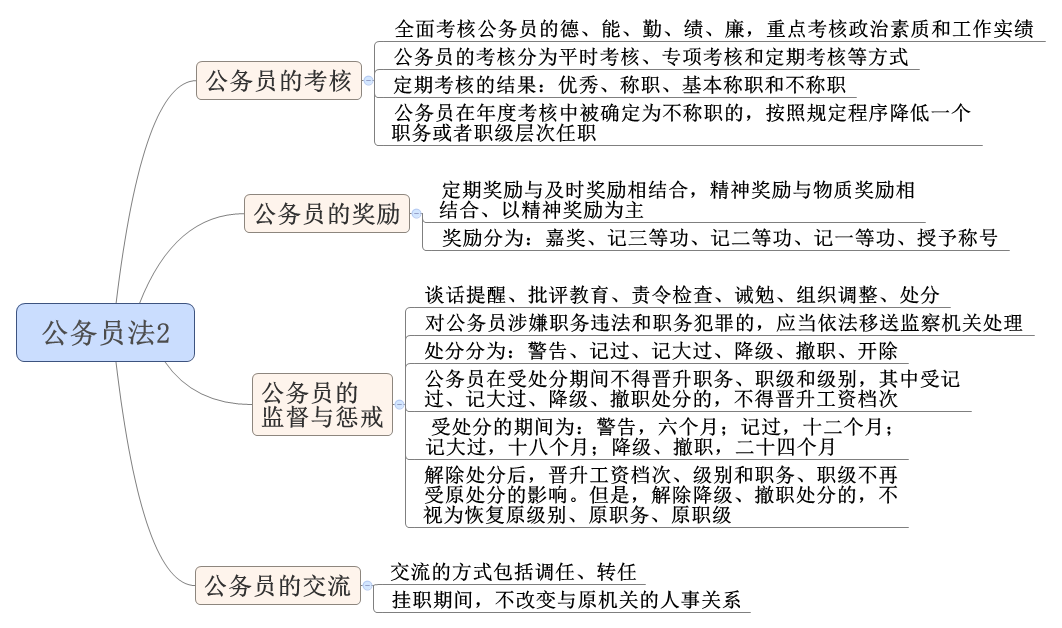 公务员法2
公务员的考核
全面考核公务员的德、能、勤、绩、廉，重点考核政治素质和工作实绩
公务员的考核分为平时考核、专项考核和定期考核等方式
定期考核的结果：优秀、称职、基本称职和不称职
公务员在年度考核中被确定为不称职的，按照规定程序降低一个
职务或者职级层次任职
公务员的奖励
定期奖励与及时奖励相结合，精神奖励与物质奖励相
结合、以精神奖励为主
奖励分为：嘉奖、记三等功、记二等功、记一等功、授予称号
公务员的
监督与惩戒
谈话提醒、批评教育、责令检查、诫勉、组织调整、处分
对公务员涉嫌职务违法和职务犯罪的，应当依法移送监察机关处理
处分分为：警告、记过、记大过、降级、撤职、开除
公务员在受处分期间不得晋升职务、职级和级别，其中受记
过、记大过、降级、撤职处分的，不得晋升工资档次
受处分的期间为：警告，六个月；记过，十二个月；
记大过，十八个月；降级、撤职，二十四个月
解除处分后，晋升工资档次、级别和职务、职级不再
受原处分的影响。但是，解除降级、撤职处分的，不
视为恢复原级别、原职务、原职级
公务员的交流
交流的方式包括调任、转任
挂职期间，不改变与原机关的人事关系